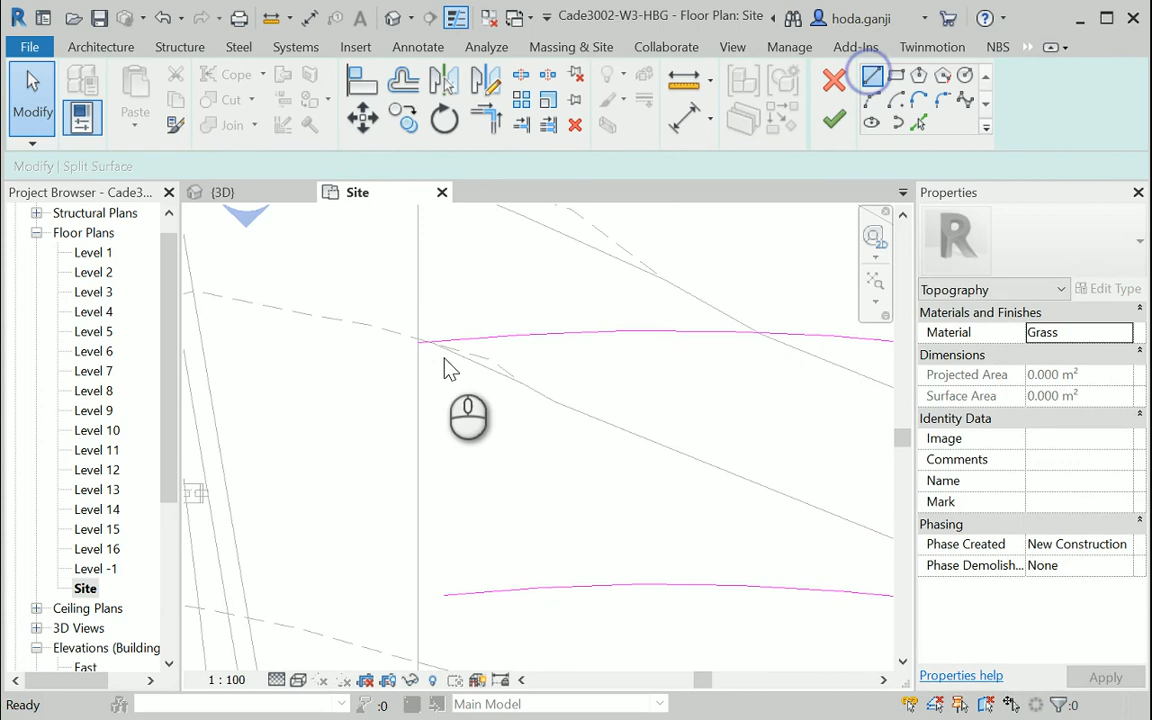 Cade3002-W3-HBG - Floor Plan: Site
hoda.ganji
File Architecture Structure Steel Systems Insert Annotate Analyze Massing & Site Collaborate View Manage Add-Ins Twinmotion NBS
Modify
Paste
Cope
Cut
Join
Modify | Split Surface
Project Browser - Cade3...
{3D}
Site
Properties
Structural Plans
Floor Plans
Level 1
Level 2
Level 3
Level 4
Level 5
Level 6
Level 7
Level 8
Level 9
Level 10
Level 11
Level 12
Level 13
Level 14
Level 15
Level 16
Level -1
Site
Ceiling Plans
3D Views
Elevations (Building
East
2D
Topography
Edit Type
Materials and Finishes
Material Grass
Dimensions
Projected Area 0.000 m²
Surface Area 0.000 m²
Identity Data
Image
Comments
Name
Mark
Phasing
Phase Created New Construction
Phase Demolish... None
Properties help
Apply
1 : 100
Ready
:0
Main Model
:0